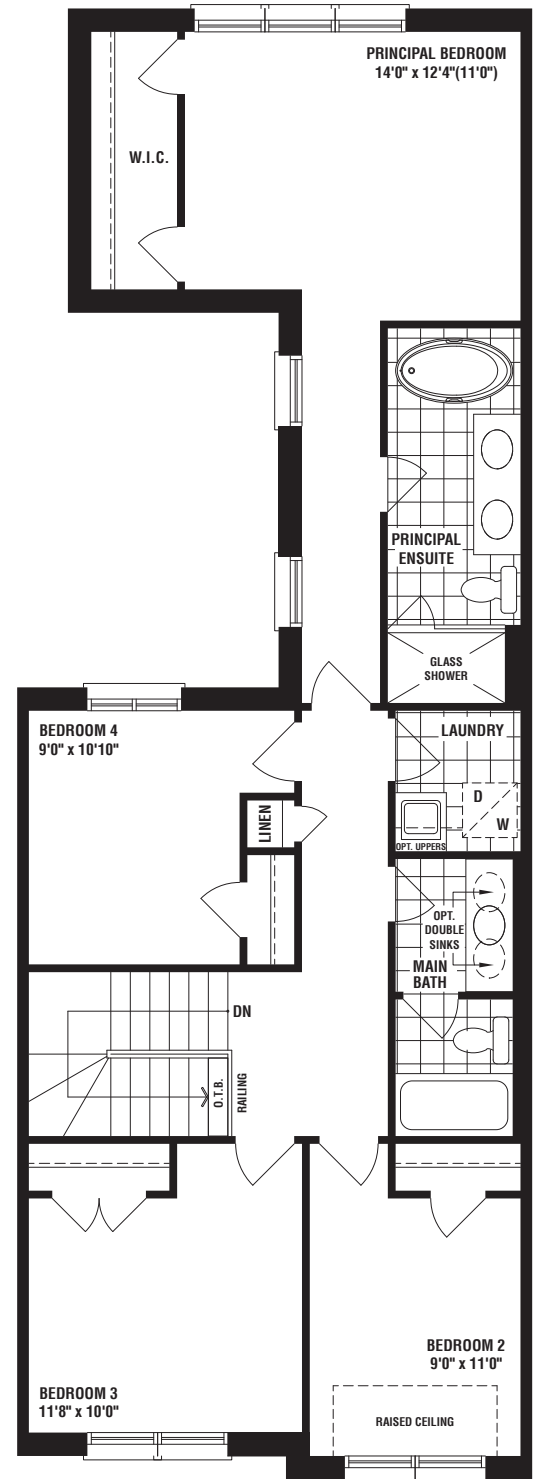 PRINCIPAL BEDROOM
14'0" x 12'4"(11'0")
W.I.C.
PRINCIPAL
ENSUITE
GLASS
SHOWER
BEDROOM 4
9'0" x 10'10"
LAUNDRY
D
W
LINEN
OPT. UPPERS
OPT.
DOUBLE
SINKS
MAIN
BATH
DN
O.T.B.
RAILING
BEDROOM 2
9'0" x 11'0"
BEDROOM 3
11'8" x 10'0"
RAISED CEILING